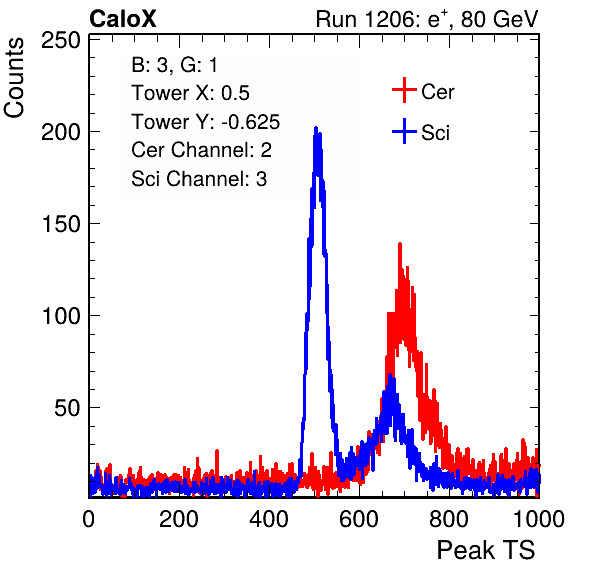 CaloX Run 1206: e⁺, 80 GeV
Counts
250
200
150
100
50
B: 3, G: 1
Tower X: 0.5
Tower Y: -0.625
Cer Channel: 2
Sci Channel: 3
Cer
Sci
0 200 400 600 800 1000
Peak TS